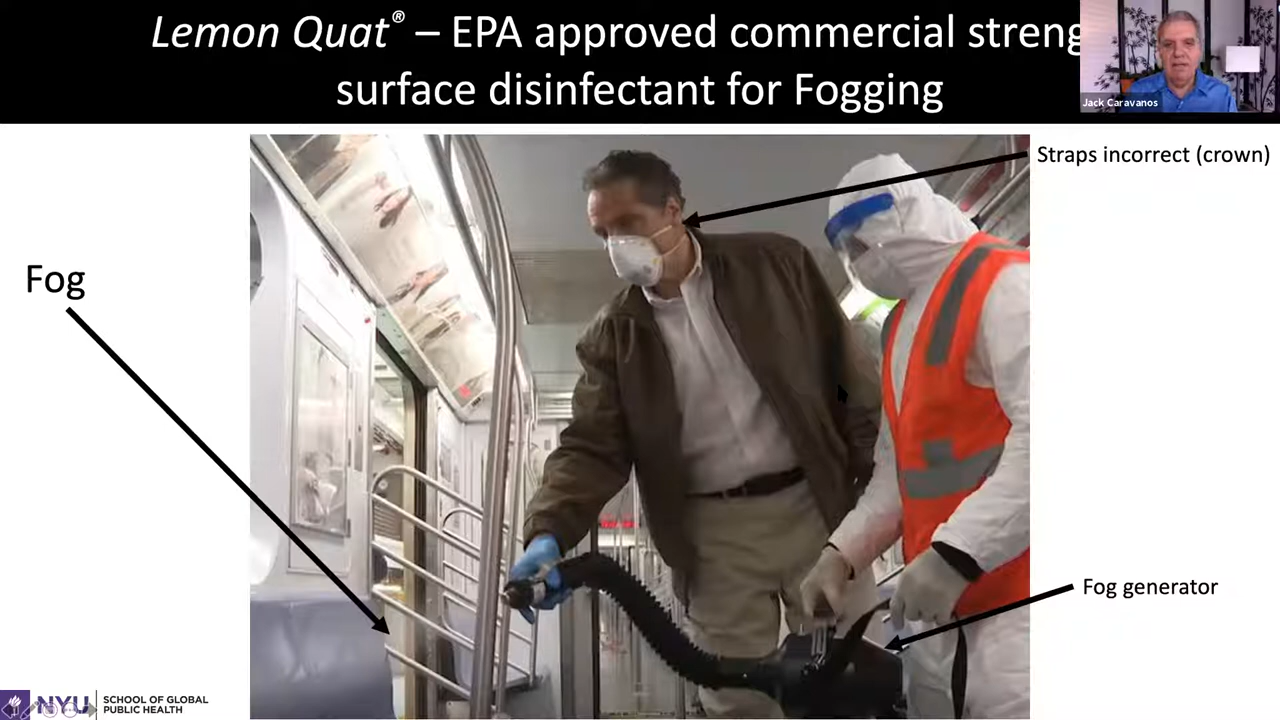 Lemon Quat® – EPA approved commercial streng
surface disinfectant for Fogging
Jack Caravanos
Straps incorrect (crown)
Fog
Fog generator
NYU
SCHOOL OF GLOBAL
PUBLIC HEALTH